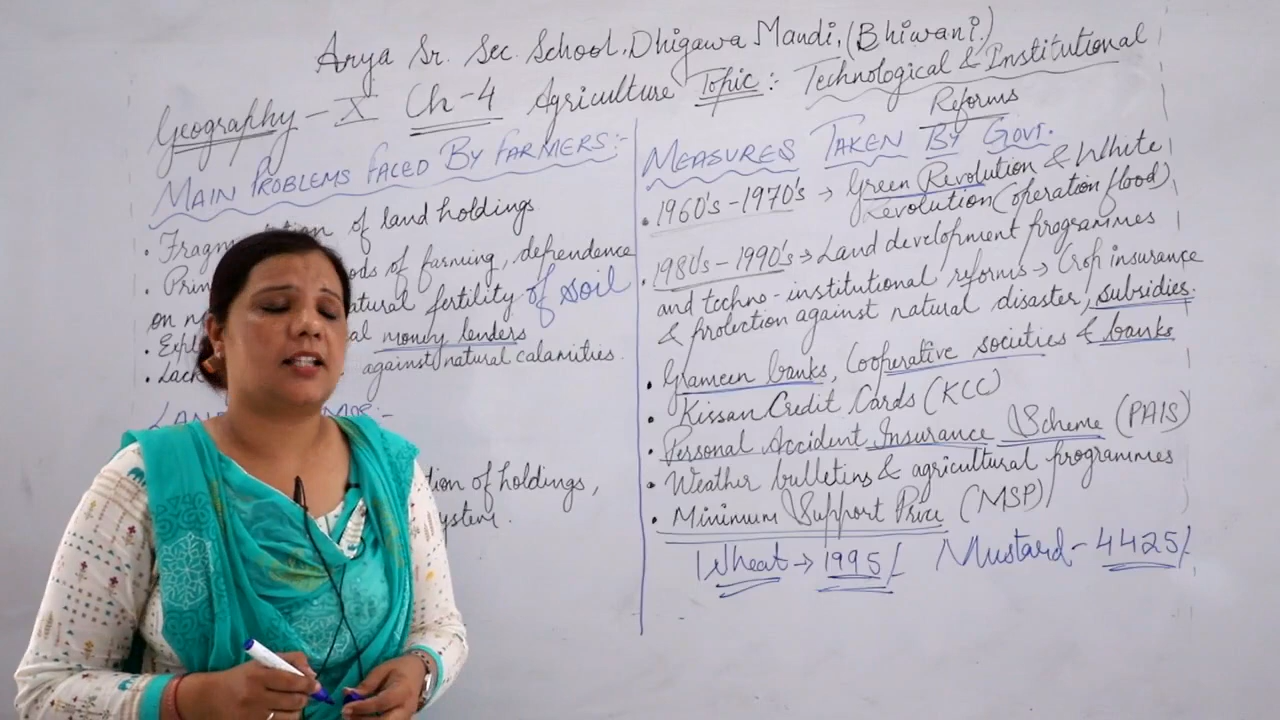 Arya Sr. Sec. School, Dhigawa Mandi, (Bhiwani.)
Geography - X Ch-4 Agriculture Topic :- Technological & Institutional
Reforms
MAIN PROBLEMS FACED BY FARMERS:-
of land holdings
of farming, dependence
fertility of soil
money lenders
against natural calamities.
of holdings,
MEASURES TAKEN BY GOVT.
• 1960's - 1970's → Green Revolution & White
Revolution (operation flood)
• 1980s - 1990's → Land development programmes
and techno-institutional reforms → Crop insurance
& protection against natural disaster, subsidies.
• Grameen banks, Cooperative societies & banks
• Kissan Credit Cards (KCC)
• Personal Accident Insurance Scheme (PAIS)
• Weather bulletins & agricultural programmes
• Minimum Support Price (MSP)
Wheat → 1995/- Mustard - 4425/-